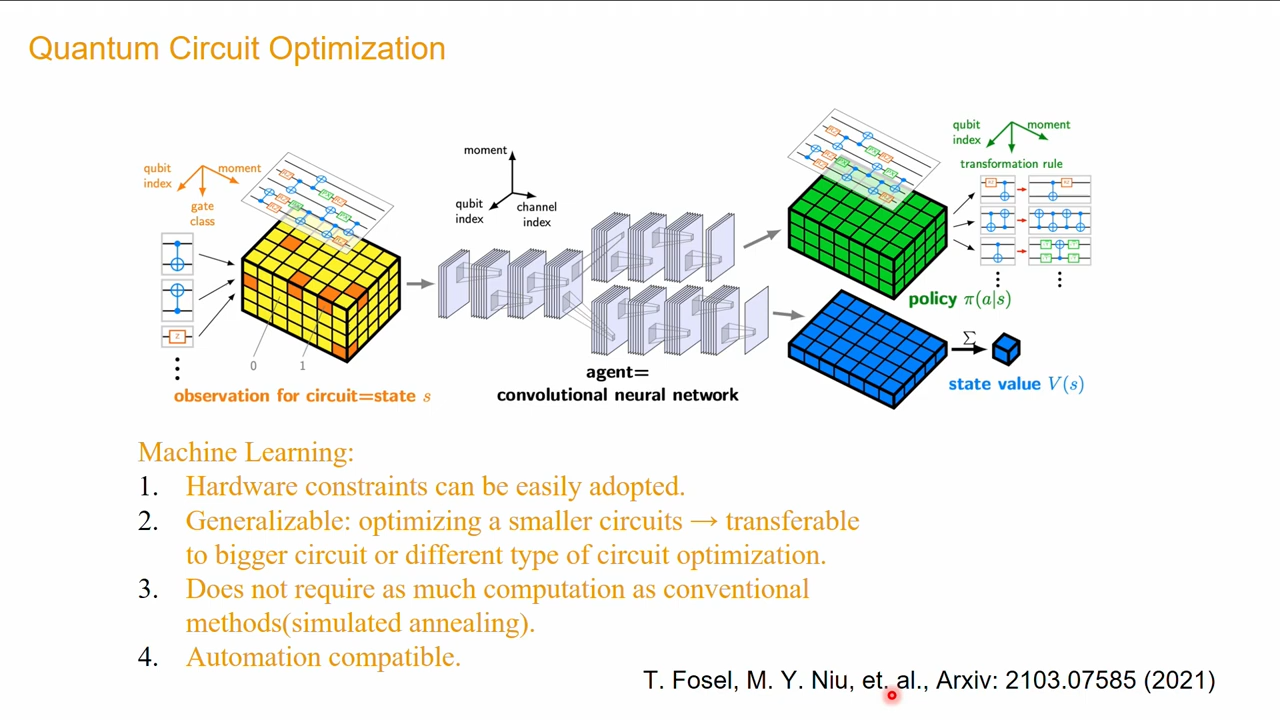 Quantum Circuit Optimization
qubit
index
moment
gate
class
0
1
observation for circuit=state s
moment
qubit
index
channel
index
agent=
convolutional neural network
qubit
index
moment
transformation rule
policy π(a|s)
Σ
state value V(s)
Machine Learning:
1. Hardware constraints can be easily adopted.
2. Generalizable: optimizing a smaller circuits → transferable
to bigger circuit or different type of circuit optimization.
3. Does not require as much computation as conventional
methods(simulated annealing).
4. Automation compatible.
T. Fosel, M. Y. Niu, et. al., Arxiv: 2103.07585 (2021)